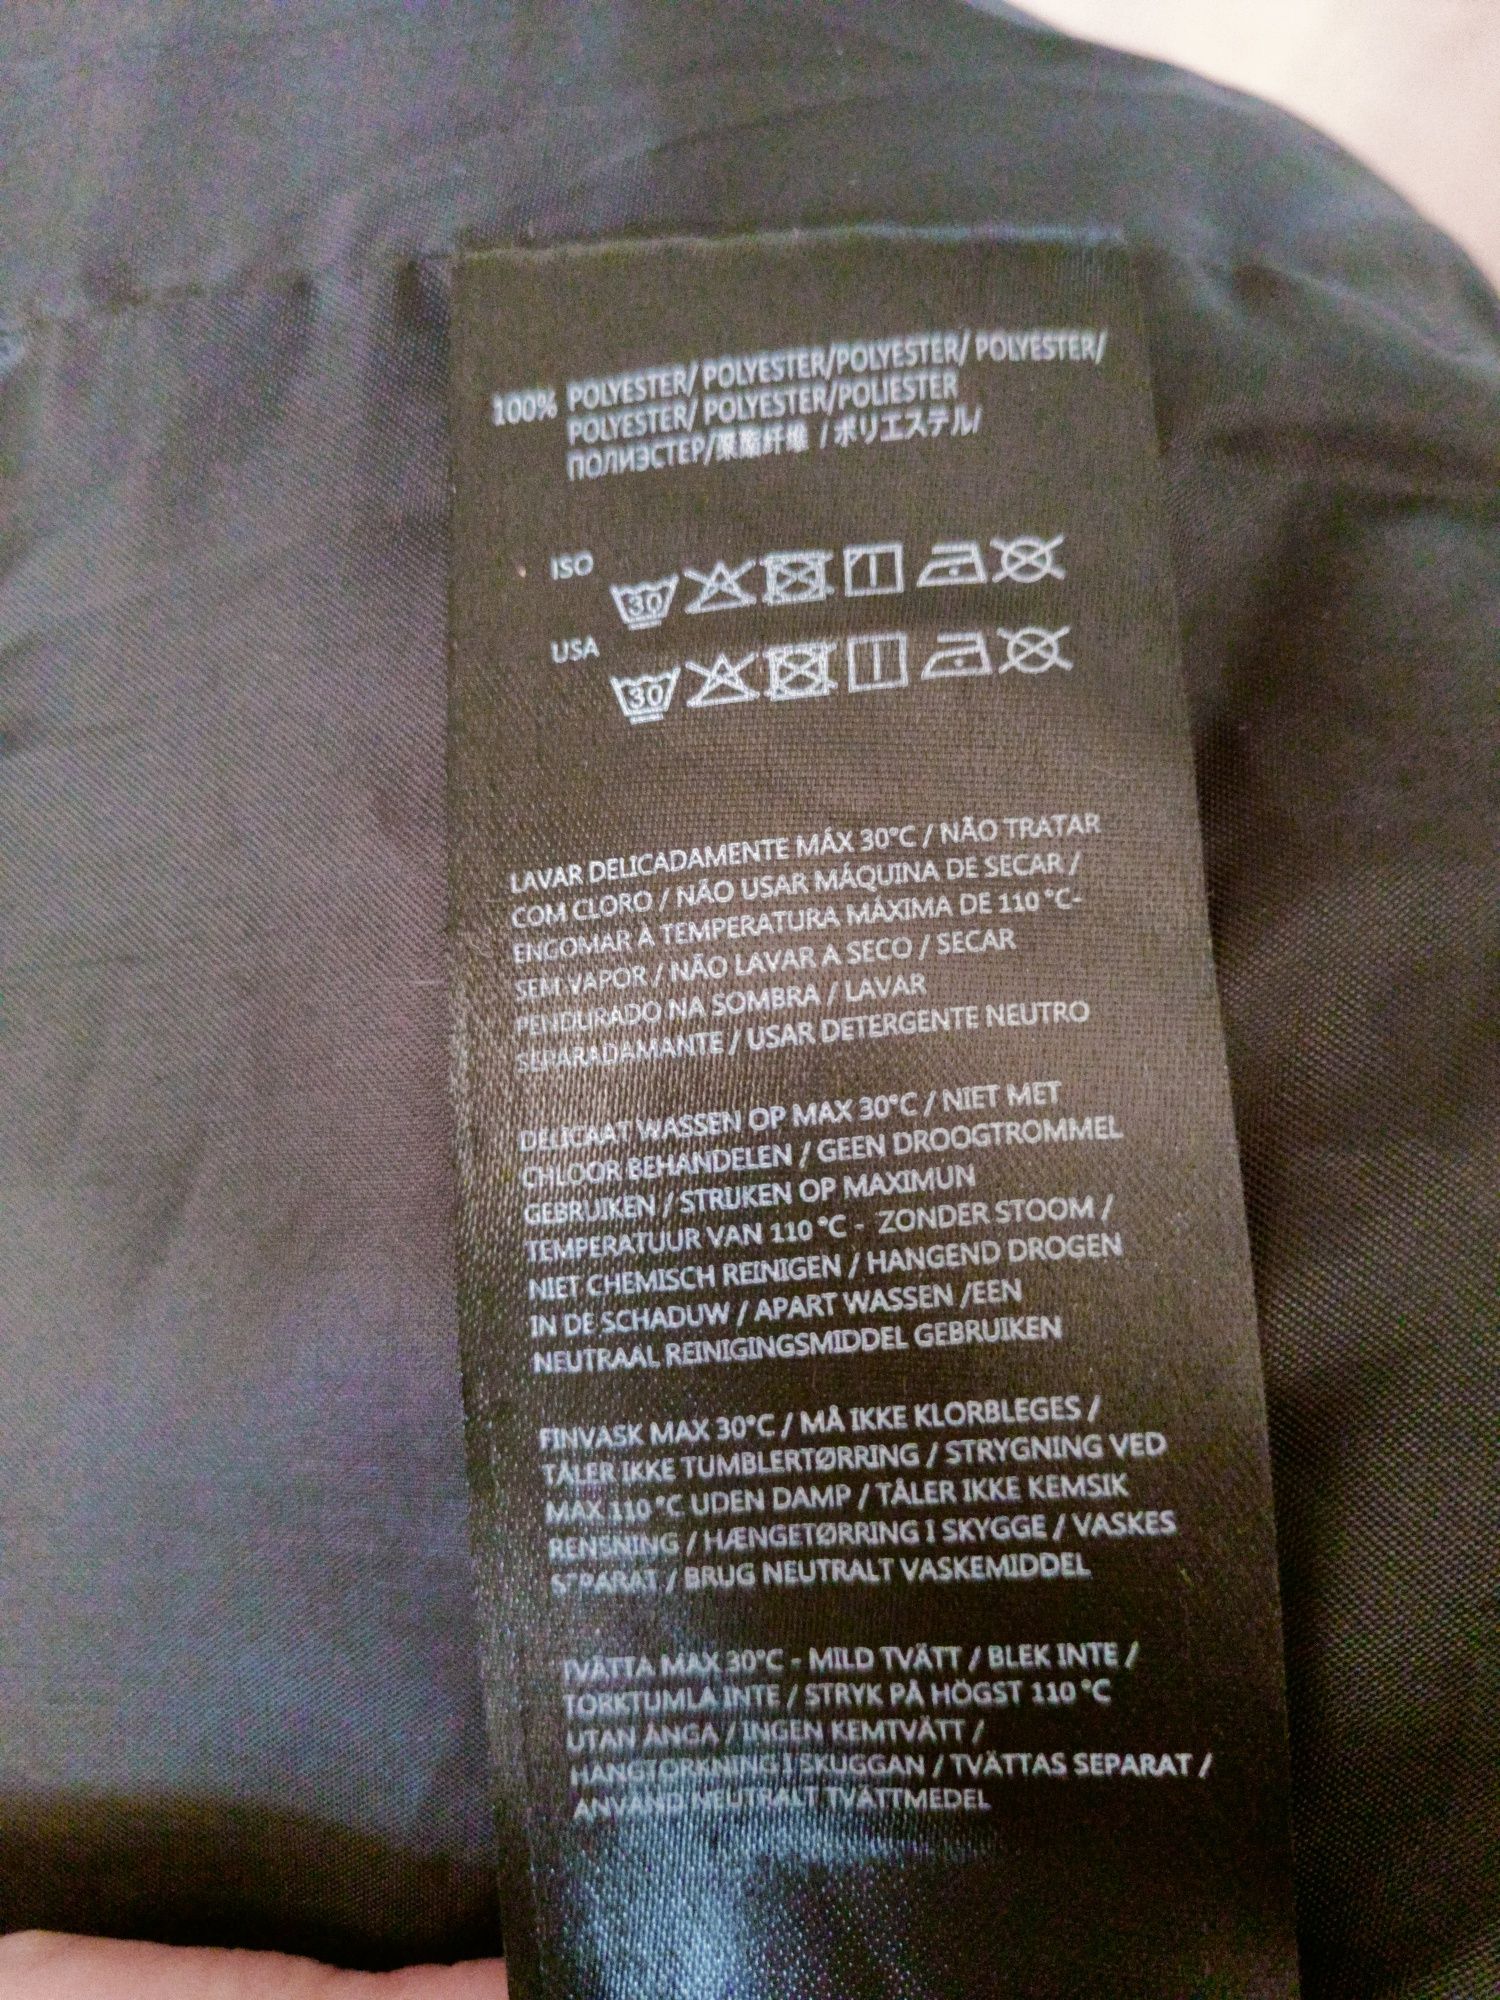 100% POLYESTER/ POLYESTER/POLYESTER/ POLYESTER/
POLYESTER/ POLYESTER/POLIESTER
ПОЛИЭСТЕР/聚酯纤维 /ポリエステル/
ISO
30
USA
30
LAVAR DELICADAMENTE MÁX 30°C / NÃO TRATAR
COM CLORO / NÃO USAR MÁQUINA DE SECAR /
ENGOMAR À TEMPERATURA MÁXIMA DE 110 °C-
SEM VAPOR / NÃO LAVAR A SECO / SECAR
PENDURADO NA SOMBRA / LAVAR
SEPARADAMANTE / USAR DETERGENTE NEUTRO
DELICAAT WASSEN OP MAX 30°C / NIET MET
CHLOOR BEHANDELEN / GEEN DROOGTROMMEL
GEBRUIKEN / STRIJKEN OP MAXIMUN
TEMPERATUUR VAN 110 °C - ZONDER STOOM /
NIET CHEMISCH REINIGEN / HANGEND DROGEN
IN DE SCHADUW / APART WASSEN /EEN
NEUTRAAL REINIGINGSMIDDEL GEBRUIKEN
FINVASK MAX 30°C / MÅ IKKE KLORBLEGES /
TÅLER IKKE TUMBLERTØRRING / STRYGNING VED
MAX 110 °C UDEN DAMP / TÅLER IKKE KEMSIK
RENSNING / HÆNGETØRRING I SKYGGE / VASKES
SEPARAT / BRUG NEUTRALT VASKEMIDDEL
TVÄTTA MAX 30°C - MILD TVÄTT / BLEK INTE /
TORKTUMLA INTE / STRYK PÅ HÖGST 110 °C
UTAN ÅNGA / INGEN KEMTVÄTT /
HÄNGTORKNING I SKUGGAN / TVÄTTAS SEPARAT /
ANVÄND NEUTRALT TVÄTTMEDEL